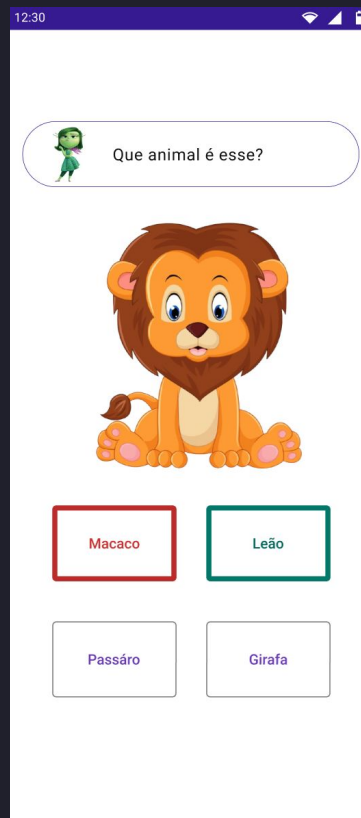 12:30
Que animal é esse?
Macaco
Leão
Passáro
Girafa